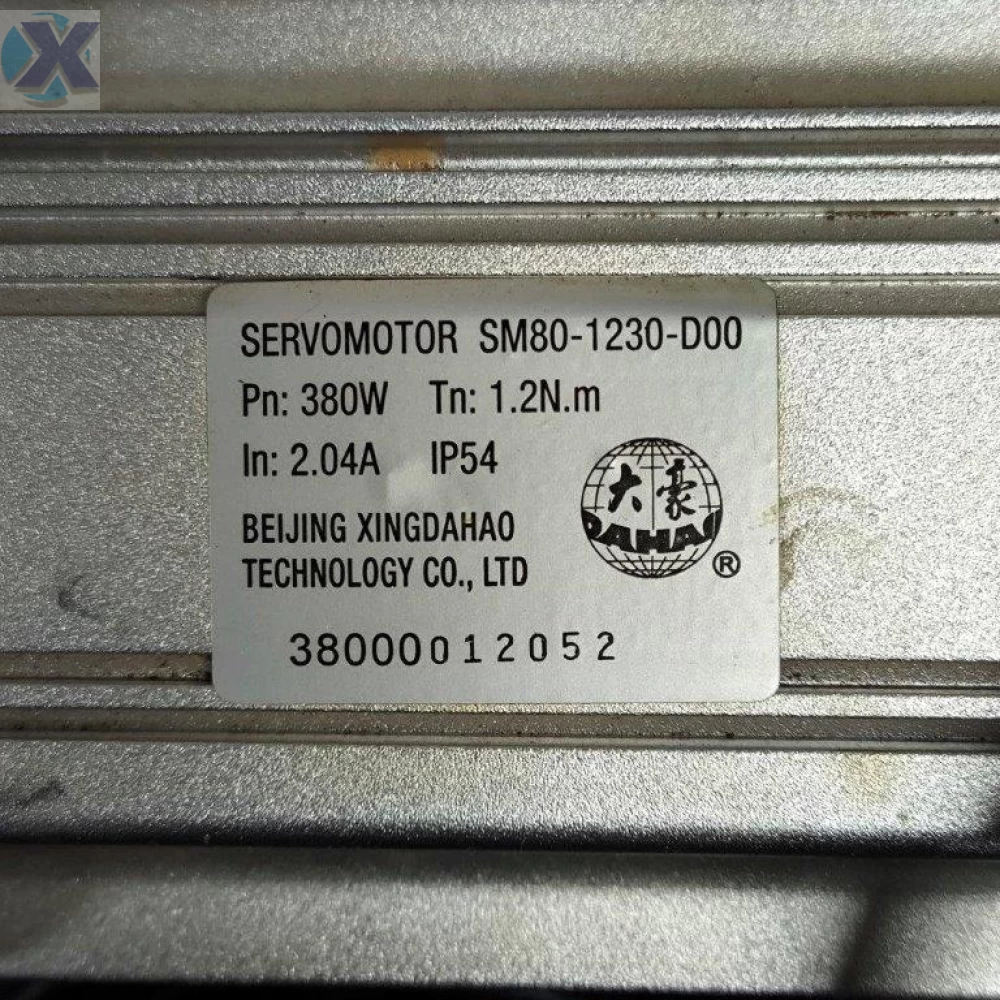 X
SERVOMOTOR SM80-1230-D00
Pn: 380W Tn: 1.2N.m
In: 2.04A IP54
大豪
DAHAO
®
BEIJING XINGDAHAO
TECHNOLOGY CO., LTD
38000012052